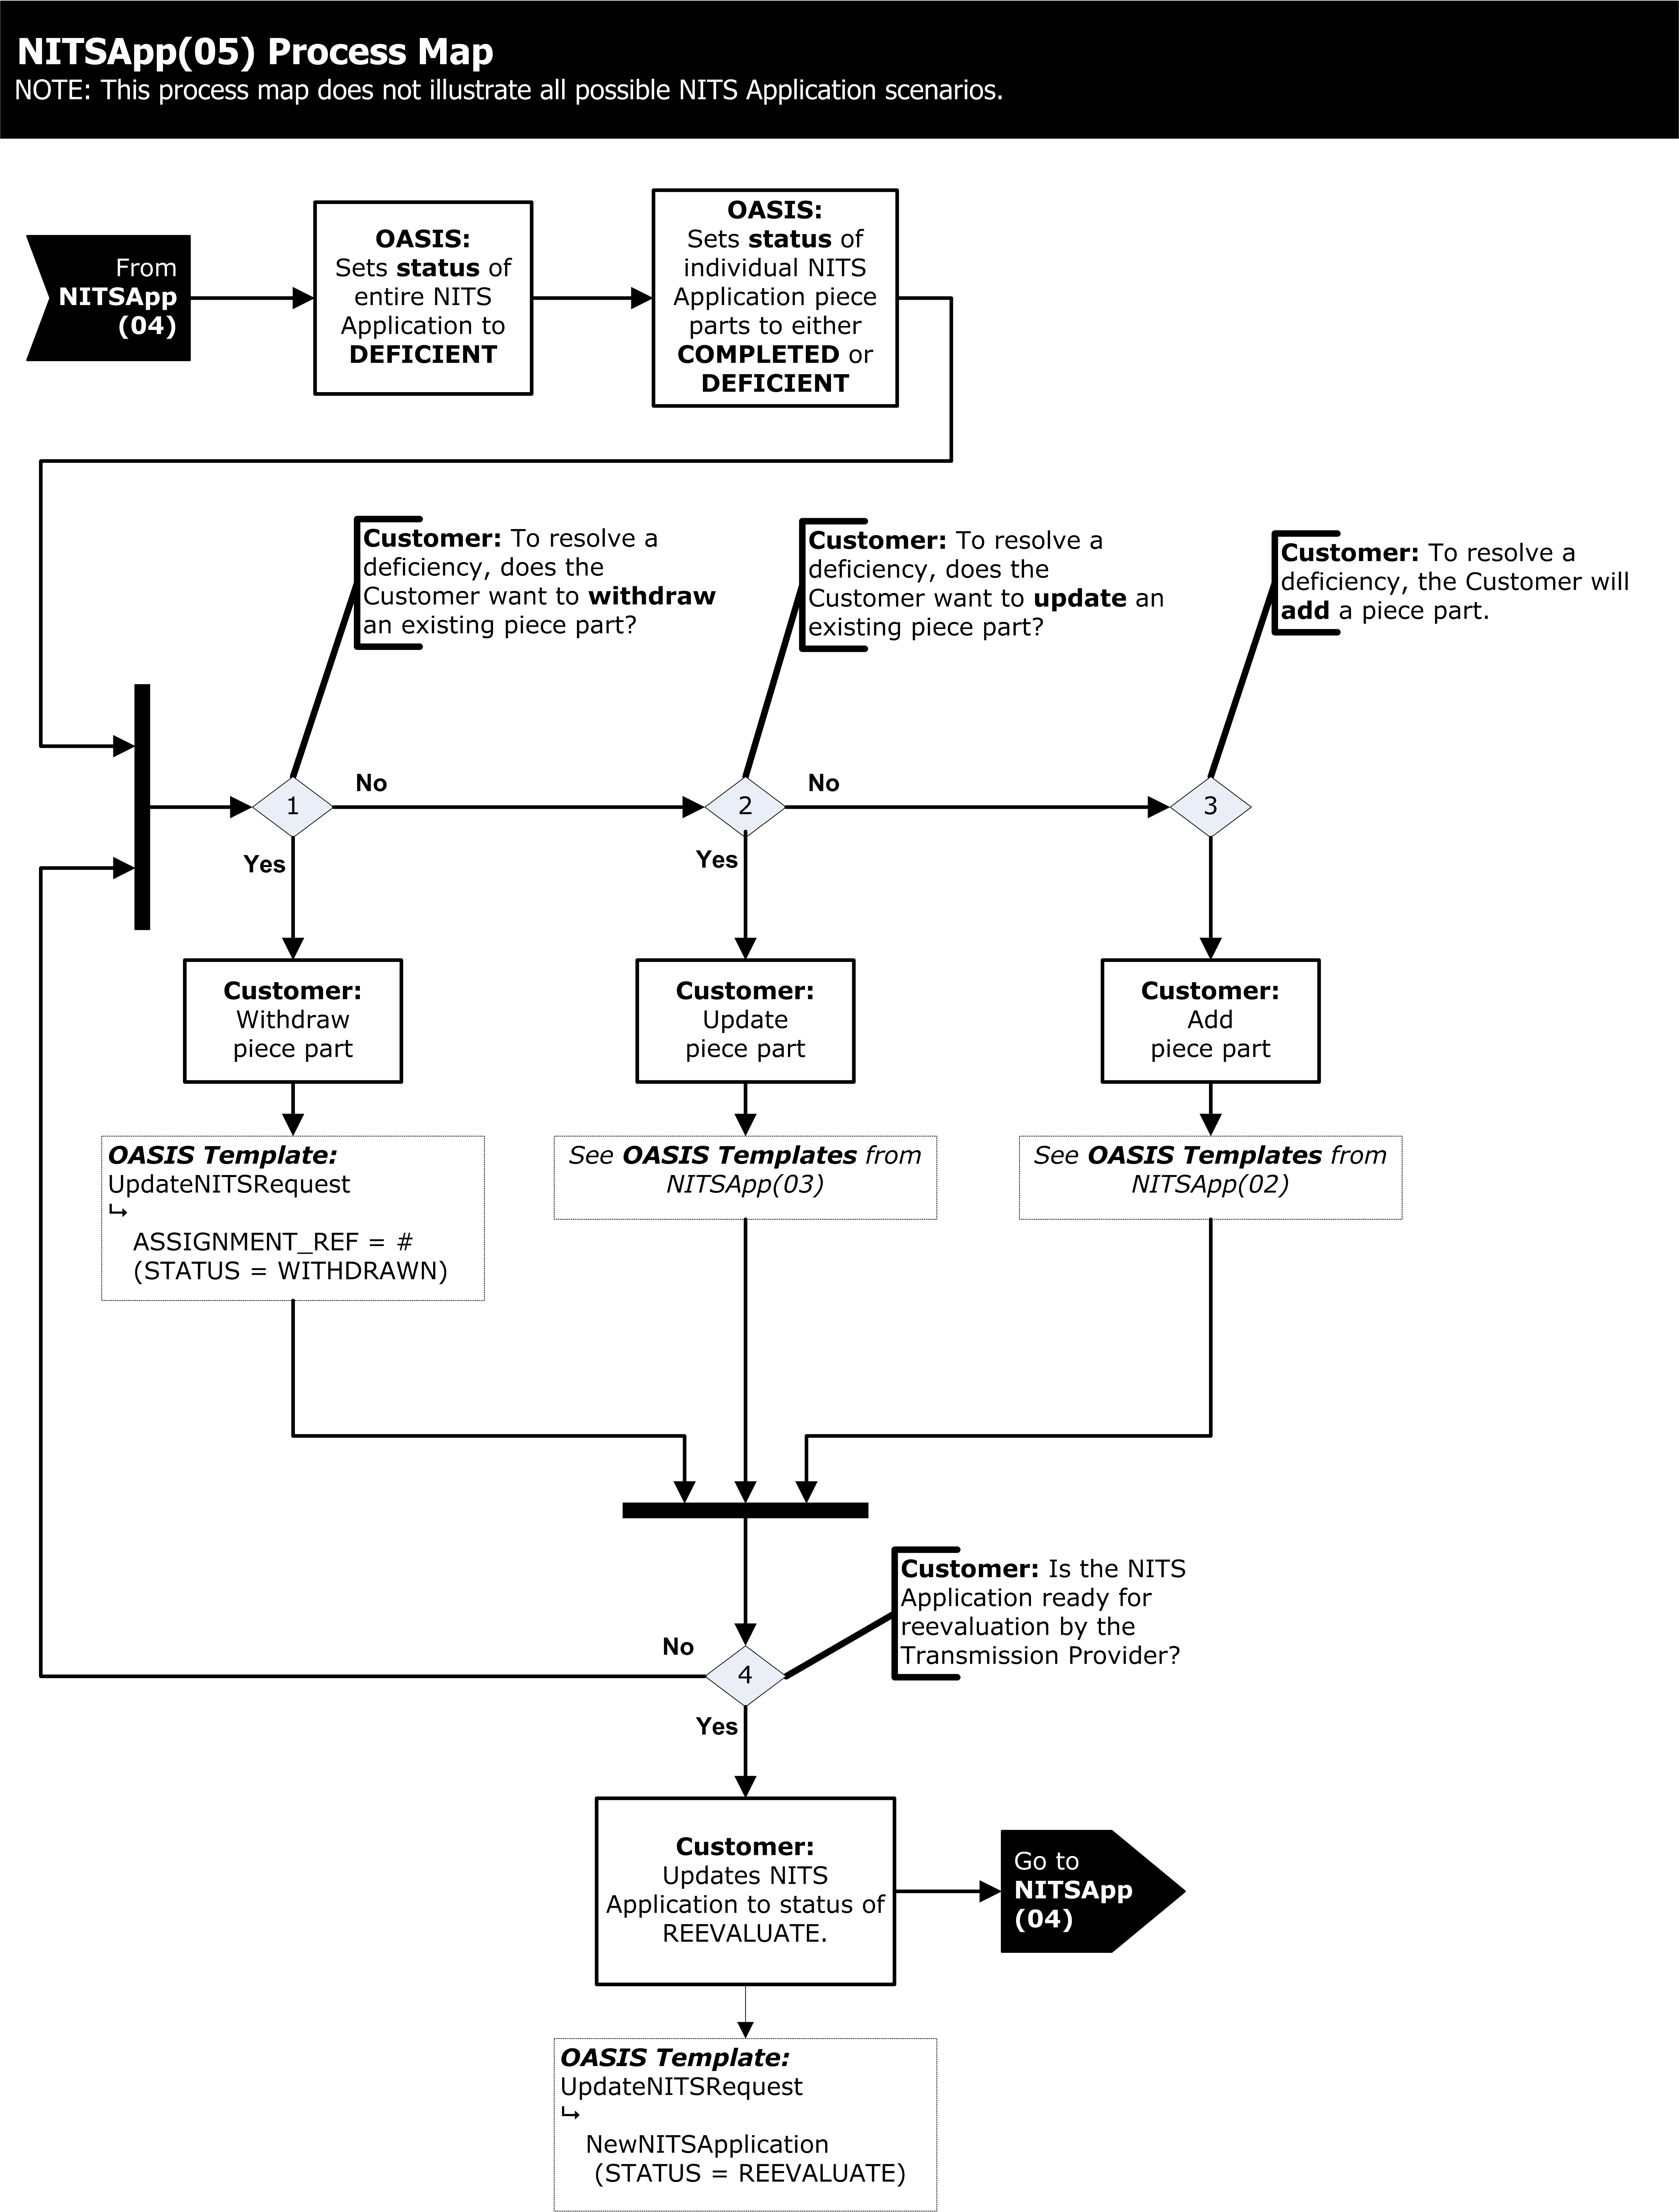 NITSApp(05) Process Map
NOTE: This process map does not illustrate all possible NITS Application scenarios.
From
NITSApp
(04)
OASIS:
Sets status of
entire NITS
Application to
DEFICIENT
OASIS:
Sets status of
individual NITS
Application piece
parts to either
COMPLETED or
DEFICIENT
Customer: To resolve a
deficiency, does the
Customer want to withdraw
an existing piece part?
Customer: To resolve a
deficiency, does the
Customer want to update an
existing piece part?
Customer: To resolve a
deficiency, the Customer will
add a piece part.
1
No
2
No
3
Yes
Yes
Customer:
Withdraw
piece part
Customer:
Update
piece part
Customer:
Add
piece part
OASIS Template:
UpdateNITSRequest
↳
ASSIGNMENT_REF = #
(STATUS = WITHDRAWN)
See OASIS Templates from
NITSApp(03)
See OASIS Templates from
NITSApp(02)
Customer: Is the NITS
Application ready for
reevaluation by the
Transmission Provider?
No
4
Yes
Customer:
Updates NITS
Application to status of
REEVALUATE.
Go to
NITSApp
(04)
OASIS Template:
UpdateNITSRequest
↳
NewNITSApplication
(STATUS = REEVALUATE)